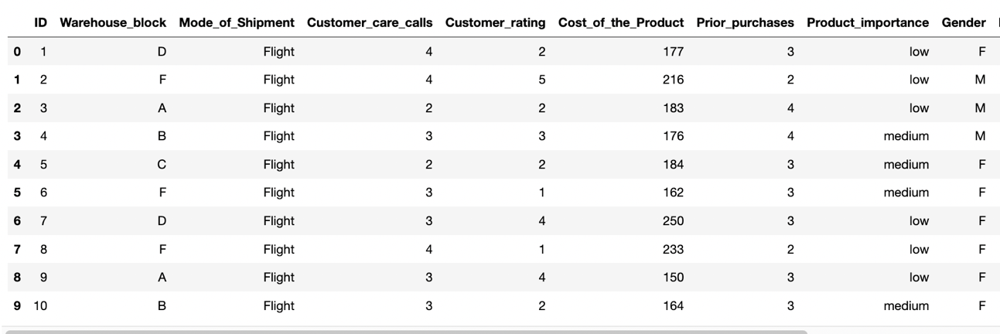 ID Warehouse_block Mode_of_Shipment Customer_care_calls Customer_rating Cost_of_the_Product Prior_purchases Product_importance Gender
0 1 D Flight 4 2 177 3 low F
1 2 F Flight 4 5 216 2 low M
2 3 A Flight 2 2 183 4 low M
3 4 B Flight 3 3 176 4 medium M
4 5 C Flight 2 2 184 3 medium F
5 6 F Flight 3 1 162 3 medium F
6 7 D Flight 3 4 250 3 low F
7 8 F Flight 4 1 233 2 low F
8 9 A Flight 3 4 150 3 low F
9 10 B Flight 3 2 164 3 medium F